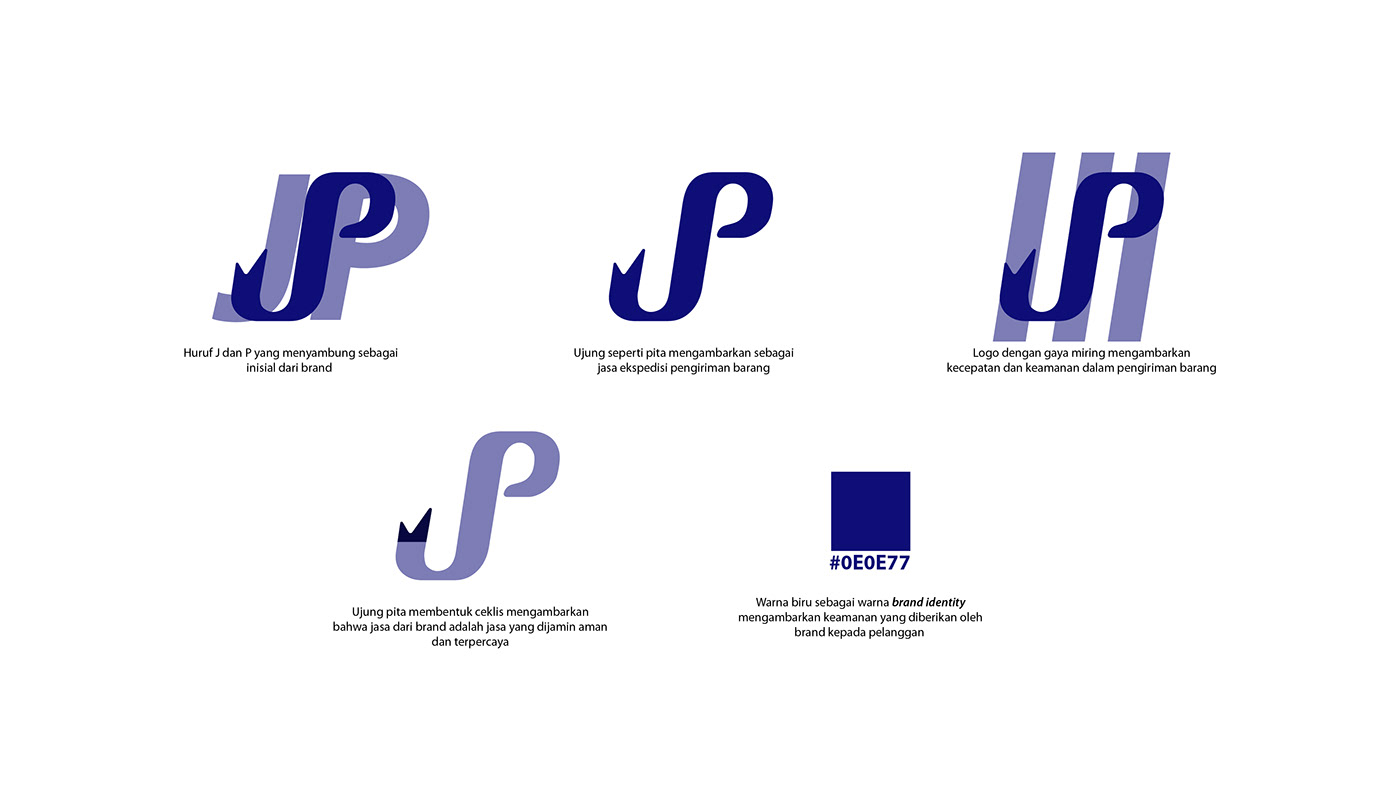 Huruf J dan P yang menyambung sebagai
inisial dari brand
Ujung seperti pita mengambarkan sebagai
jasa ekspedisi pengiriman barang
Logo dengan gaya miring mengambarkan
kecepatan dan keamanan dalam pengiriman barang
Ujung pita membentuk ceklis mengambarkan
bahwa jasa dari brand adalah jasa yang dijamin aman
dan terpercaya
#0E0E77
Warna biru sebagai warna brand identity
mengambarkan keamanan yang diberikan oleh
brand kepada pelanggan